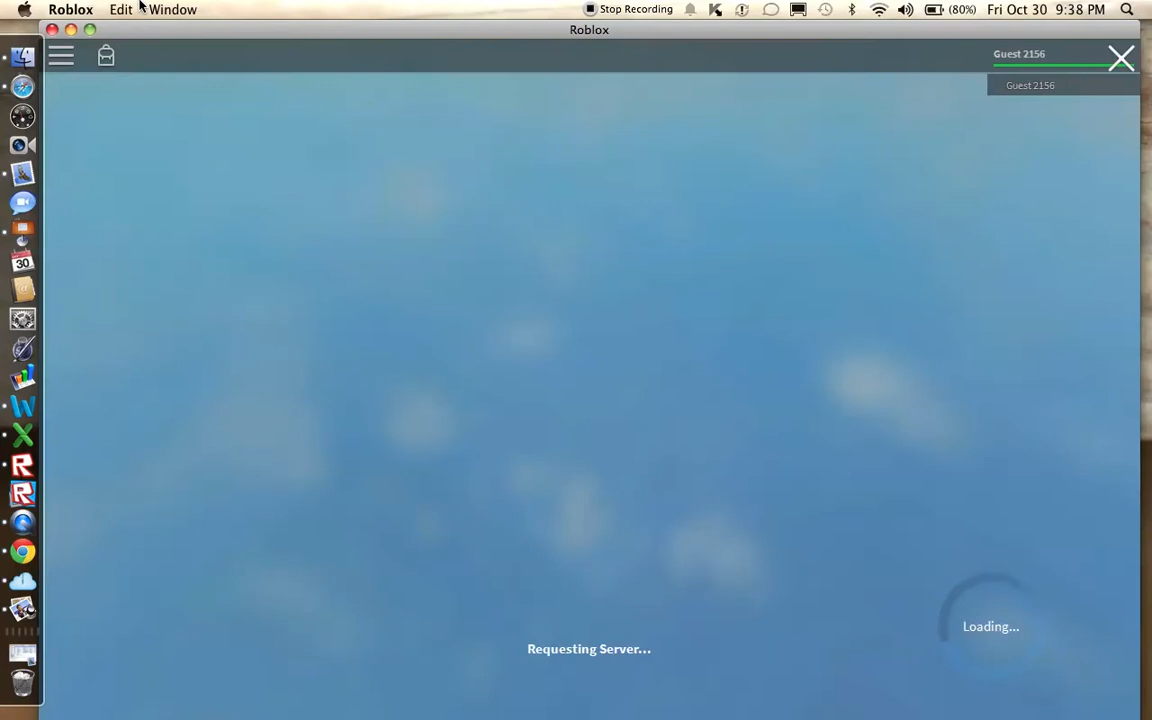 Roblox Edit Window Stop Recording (80%) Fri Oct 30 9:38 PM
Roblox
Guest 2156
Guest 2156
30
W
X
Loading...
Requesting Server...